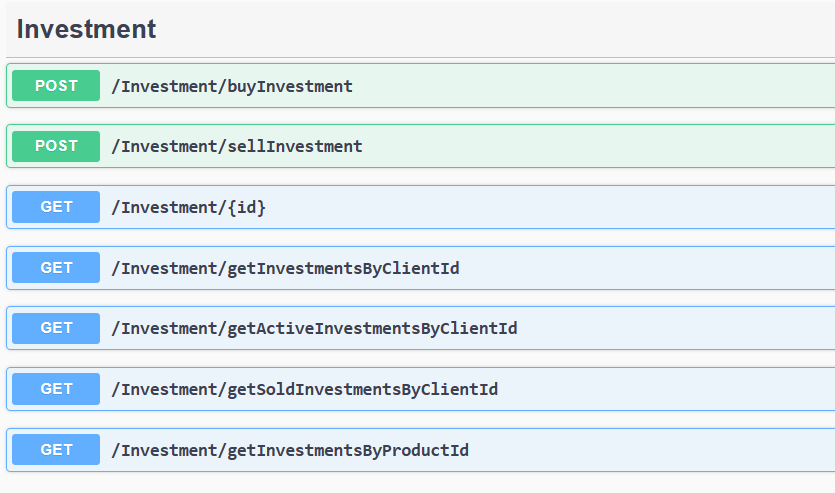 Investment
POST /Investment/buyInvestment
POST /Investment/sellInvestment
GET /Investment/{id}
GET /Investment/getInvestmentsByClientId
GET /Investment/getActiveInvestmentsByClientId
GET /Investment/getSoldInvestmentsByClientId
GET /Investment/getInvestmentsByProductId